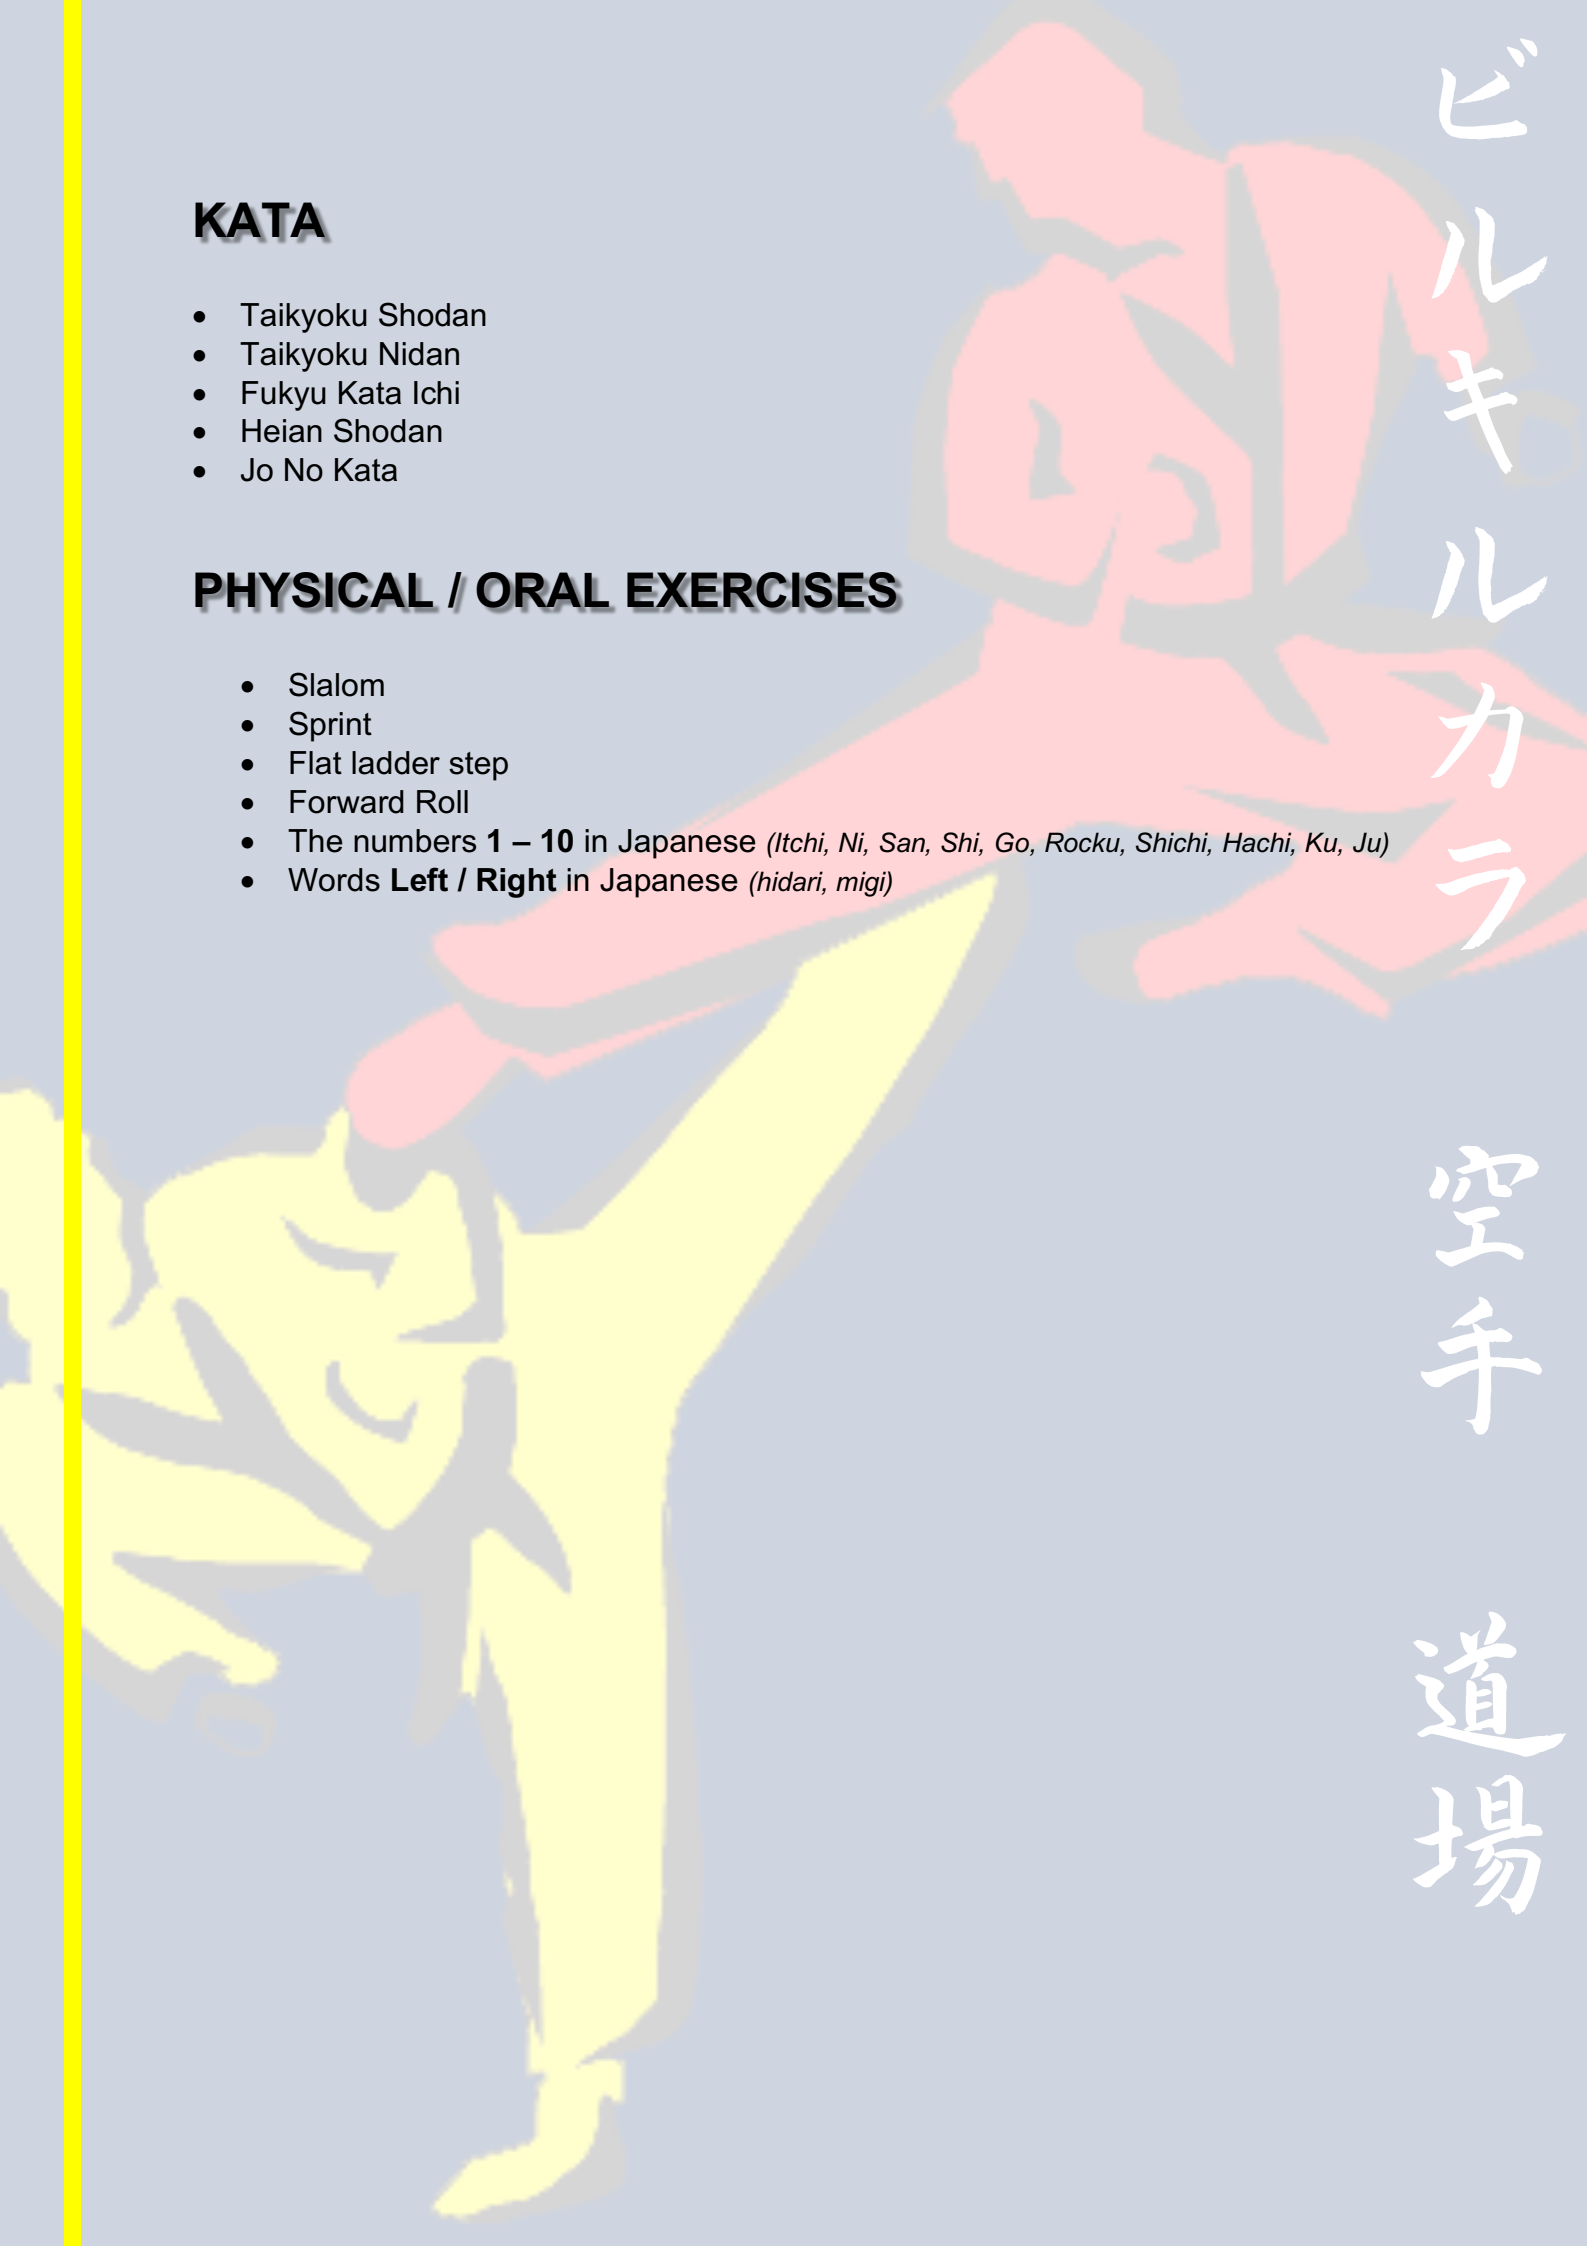 KATA
• Taikyoku Shodan
• Taikyoku Nidan
• Fukyu Kata Ichi
• Heian Shodan
• Jo No Kata
PHYSICAL / ORAL EXERCISES
• Slalom
• Sprint
• Flat ladder step
• Forward Roll
• The numbers 1 – 10 in Japanese (Itchi, Ni, San, Shi, Go, Rocku, Shichi, Hachi, Ku, Ju)
• Words Left / Right in Japanese (hidari, migi)
ビルキルカラ 空手 道場